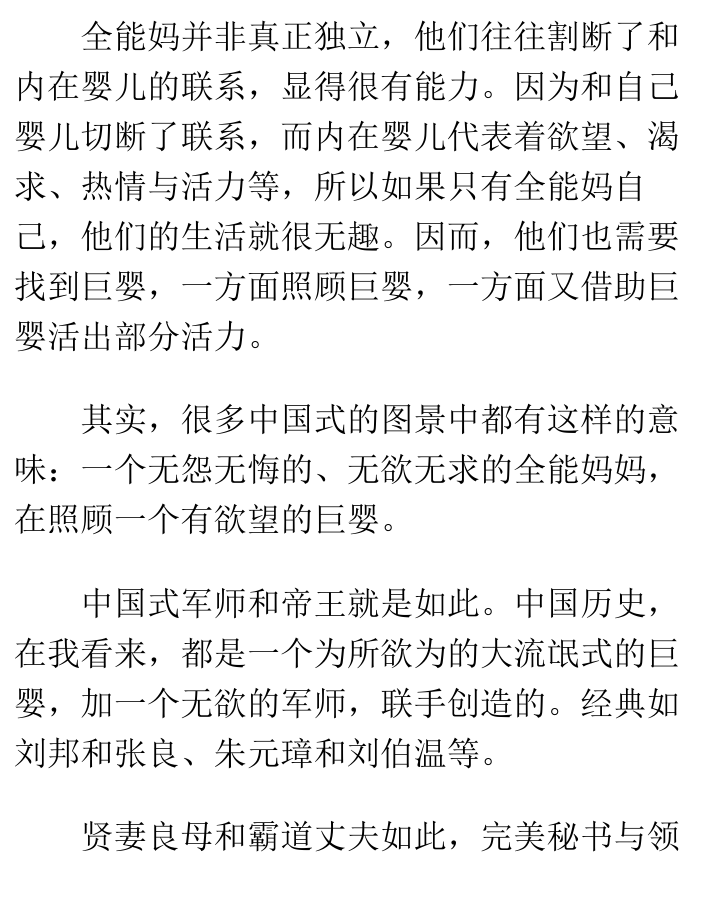 全能妈并非真正独立，他们往往割断了和
内在婴儿的联系，显得很有能力。因为和自己
婴儿切断了联系，而内在婴儿代表着欲望、渴
求、热情与活力等，所以如果只有全能妈自
己，他们的生活就很无趣。因而，他们也需要
找到巨婴，一方面照顾巨婴，一方面又借助巨
婴活出部分活力。
其实，很多中国式的图景中都有这样的意
味：一个无怨无悔的、无欲无求的全能妈妈，
在照顾一个有欲望的巨婴。
中国式军师和帝王就是如此。中国历史，
在我看来，都是一个为所欲为的大流氓式的巨
婴，加一个无欲的军师，联手创造的。经典如
刘邦和张良、朱元璋和刘伯温等。
贤妻良母和霸道丈夫如此，完美秘书与领